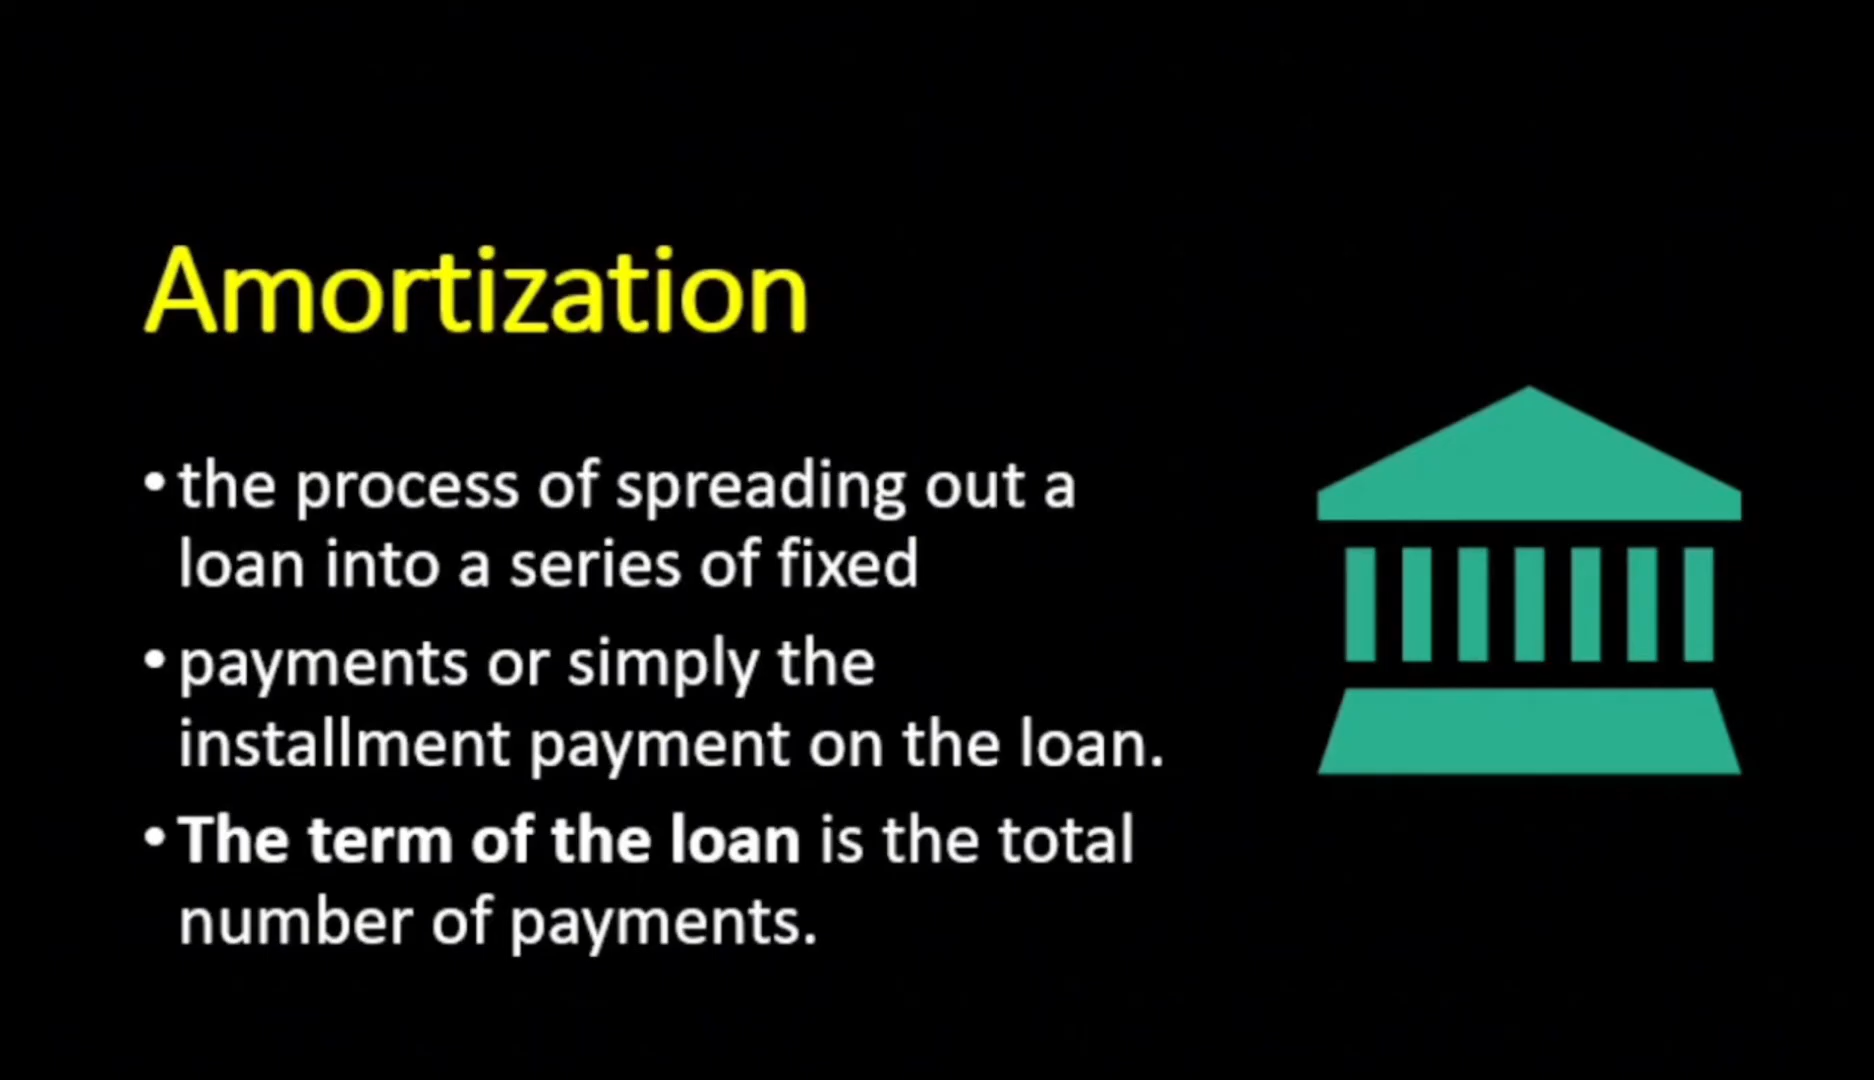 Amortization
• the process of spreading out a
loan into a series of fixed
• payments or simply the
installment payment on the loan.
• The term of the loan is the total
number of payments.